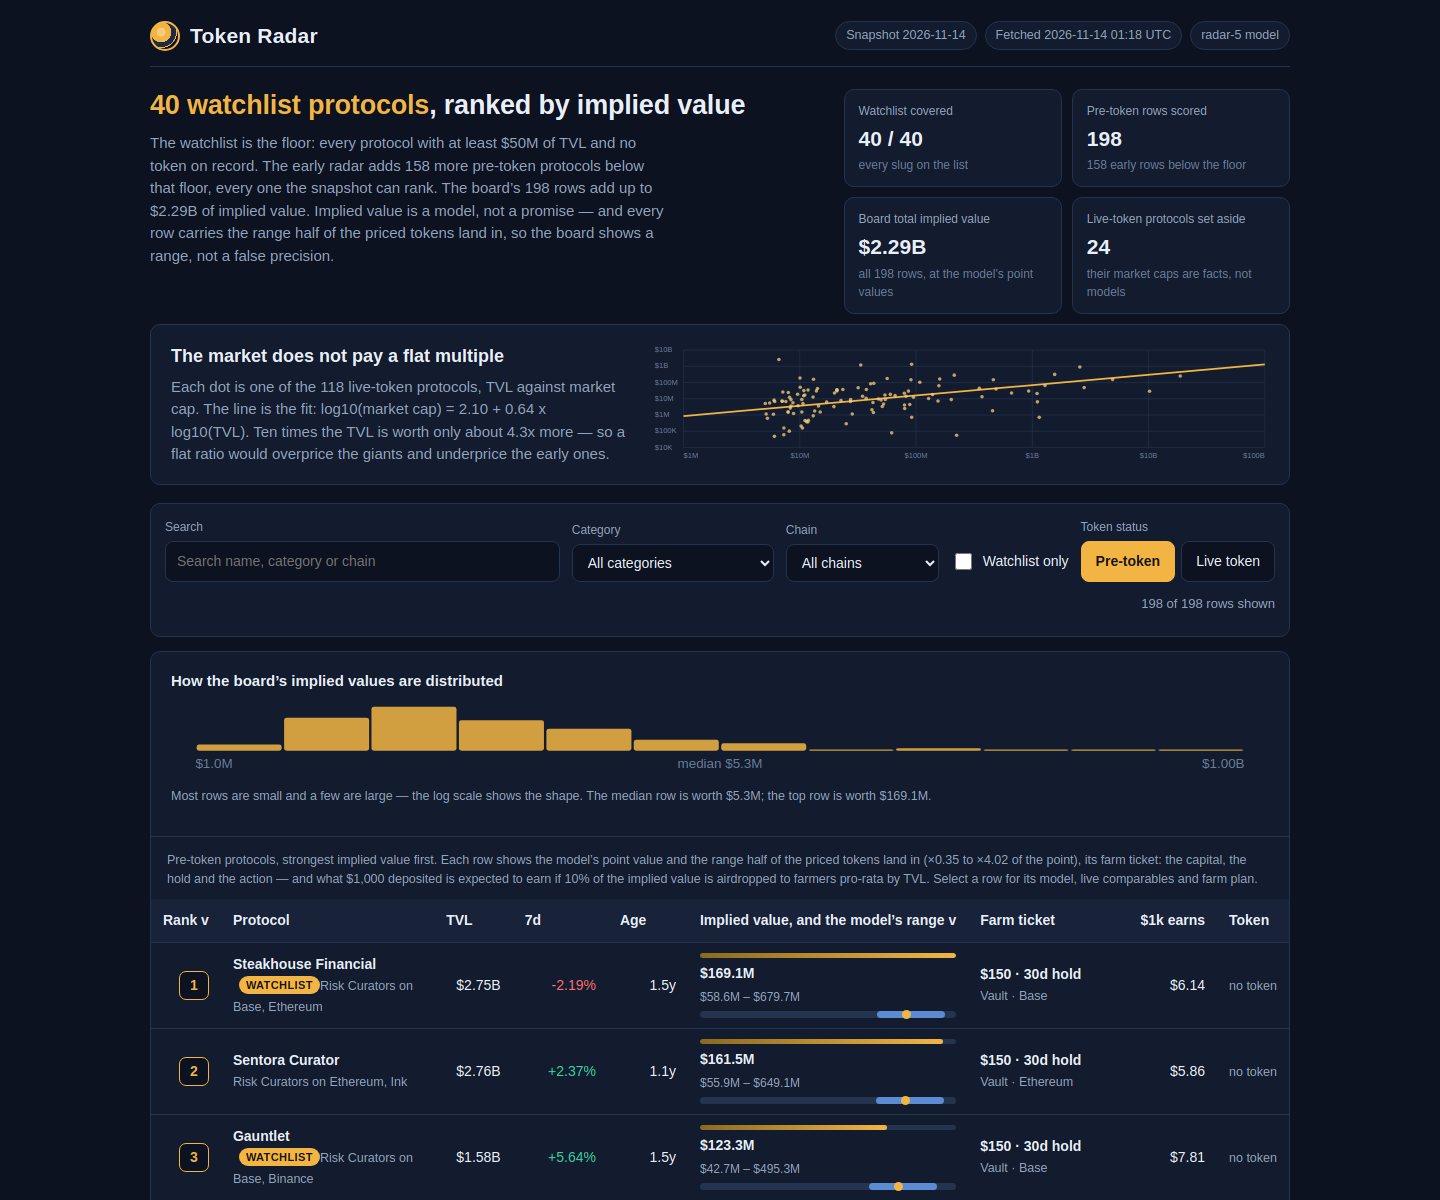 Token Radar
Snapshot 2026-11-14
Fetched 2026-11-14 01:18 UTC
radar-5 model
40 watchlist protocols, ranked by implied value
The watchlist is the floor: every protocol with at least $50M of TVL and no
token on record. The early radar adds 158 more pre-token protocols below
that floor, every one the snapshot can rank. The board’s 198 rows add up to
$2.29B of implied value. Implied value is a model, not a promise — and every
row carries the range half of the priced tokens land in, so the board shows a
range, not a false precision.
Watchlist covered
40 / 40
every slug on the list
Pre-token rows scored
198
158 early rows below the floor
Board total implied value
$2.29B
all 198 rows, at the model’s point
values
Live-token protocols set aside
24
their market caps are facts, not
models
The market does not pay a flat multiple
Each dot is one of the 118 live-token protocols, TVL against market
cap. The line is the fit: log10(market cap) = 2.10 + 0.64 x
log10(TVL). Ten times the TVL is worth only about 4.3x more — so a
flat ratio would overprice the giants and underprice the early ones.
$10B
$1B
$100M
$10M
$1M
$100K
$10K
$1M
$10M
$100M
$1B
$10B
$100B
Search
Search name, category or chain
Category
All categories
Chain
All chains
Watchlist only
Token status
Pre-token
Live token
198 of 198 rows shown
How the board’s implied values are distributed
$1.0M
median $5.3M
$1.00B
Most rows are small and a few are large — the log scale shows the shape. The median row is worth $5.3M; the top row is worth $169.1M.
Pre-token protocols, strongest implied value first. Each row shows the model’s point value and the range half of the priced tokens land in (×0.35 to ×4.02 of the point), its farm ticket: the capital, the
hold and the action — and what $1,000 deposited is expected to earn if 10% of the implied value is airdropped to farmers pro-rata by TVL. Select a row for its model, live comparables and farm plan.
Rank v
Protocol
TVL
7d
Age
Implied value, and the model’s range v
Farm ticket
$1k earns
Token
1
Steakhouse Financial
WATCHLIST Risk Curators on
Base, Ethereum
$2.75B
-2.19%
1.5y
$169.1M
$58.6M – $679.7M
$150 · 30d hold
Vault · Base
$6.14
no token
2
Sentora Curator
Risk Curators on Ethereum, Ink
$2.76B
+2.37%
1.1y
$161.5M
$55.9M – $649.1M
$150 · 30d hold
Vault · Ethereum
$5.86
no token
3
Gauntlet
WATCHLIST Risk Curators on
Base, Binance
$1.58B
+5.64%
1.5y
$123.3M
$42.7M – $495.3M
$150 · 30d hold
Vault · Base
$7.81
no token